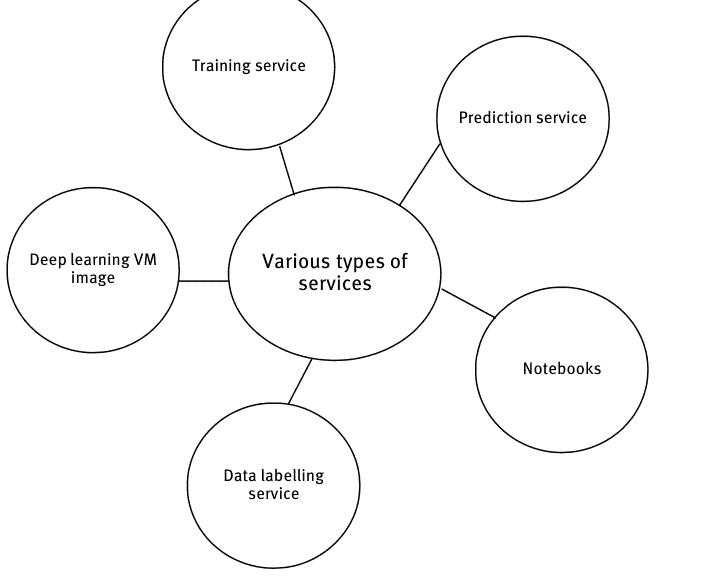 Training service
Prediction service
Deep learning VM
image
Various types of
services
Notebooks
Data labelling
service